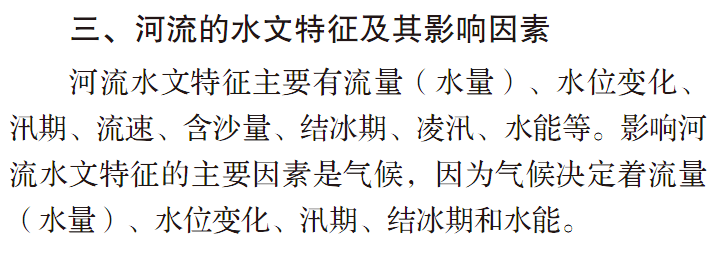 三、河流的水文特征及其影响因素
河流水文特征主要有流量（水量）、水位变化、
汛期、流速、含沙量、结冰期、凌汛、水能等。影响河
流水文特征的主要因素是气候，因为气候决定着流量
（水量）、水位变化、汛期、结冰期和水能。